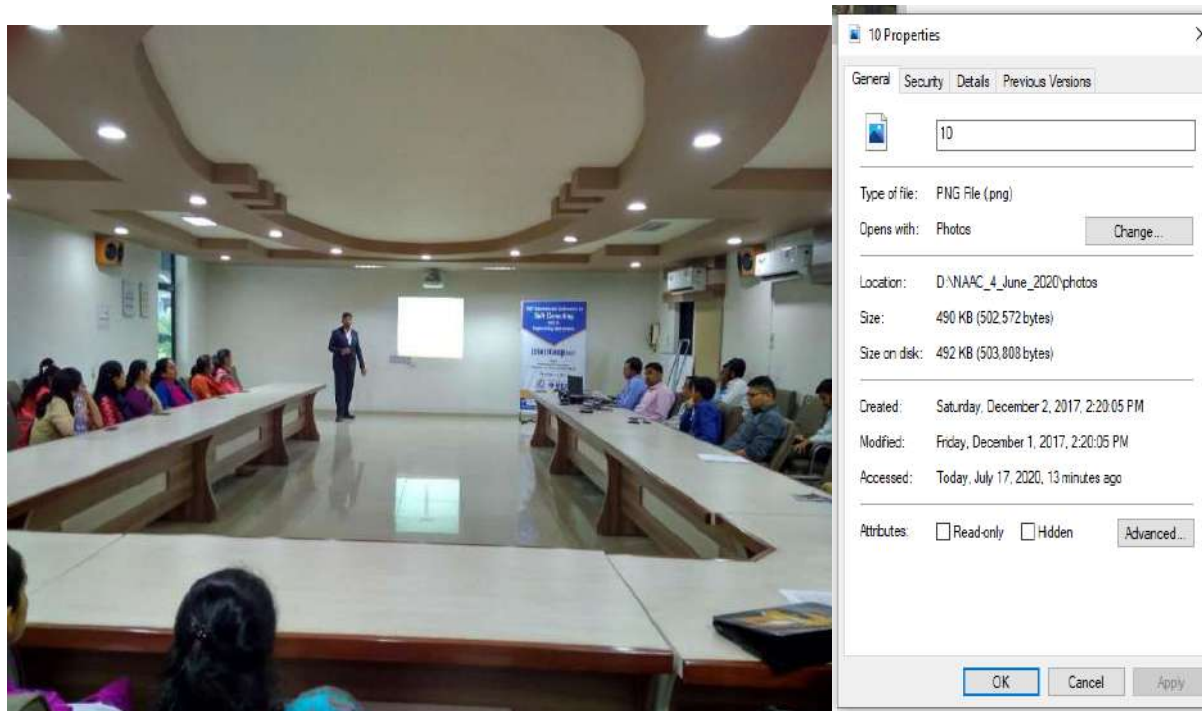 Soft Computing
10 Properties
General Security Details Previous Versions
10
Type of file: PNG File (.png)
Opens with: Photos
Change...
Location: D:\NAAC_4_June_2020\photos
Size: 490 KB (502,572 bytes)
Size on disk: 492 KB (503,808 bytes)
Created: Saturday, December 2, 2017, 2:20:05 PM
Modified: Friday, December 1, 2017, 2:20:05 PM
Accessed: Today, July 17, 2020, 13 minutes ago
Attributes: Read-only Hidden
Advanced...
OK Cancel Apply